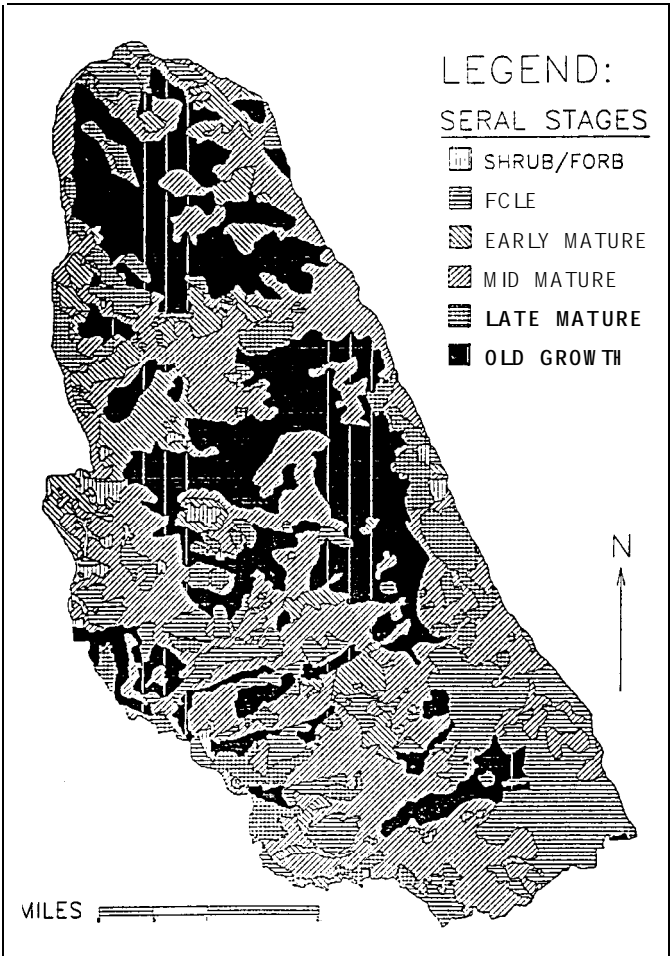 LEGEND:
SERAL STAGES
SHRUB/FORB
FCLE
EARLY MATURE
MID MATURE
LATE MATURE
OLD GROWTH
N
MILES